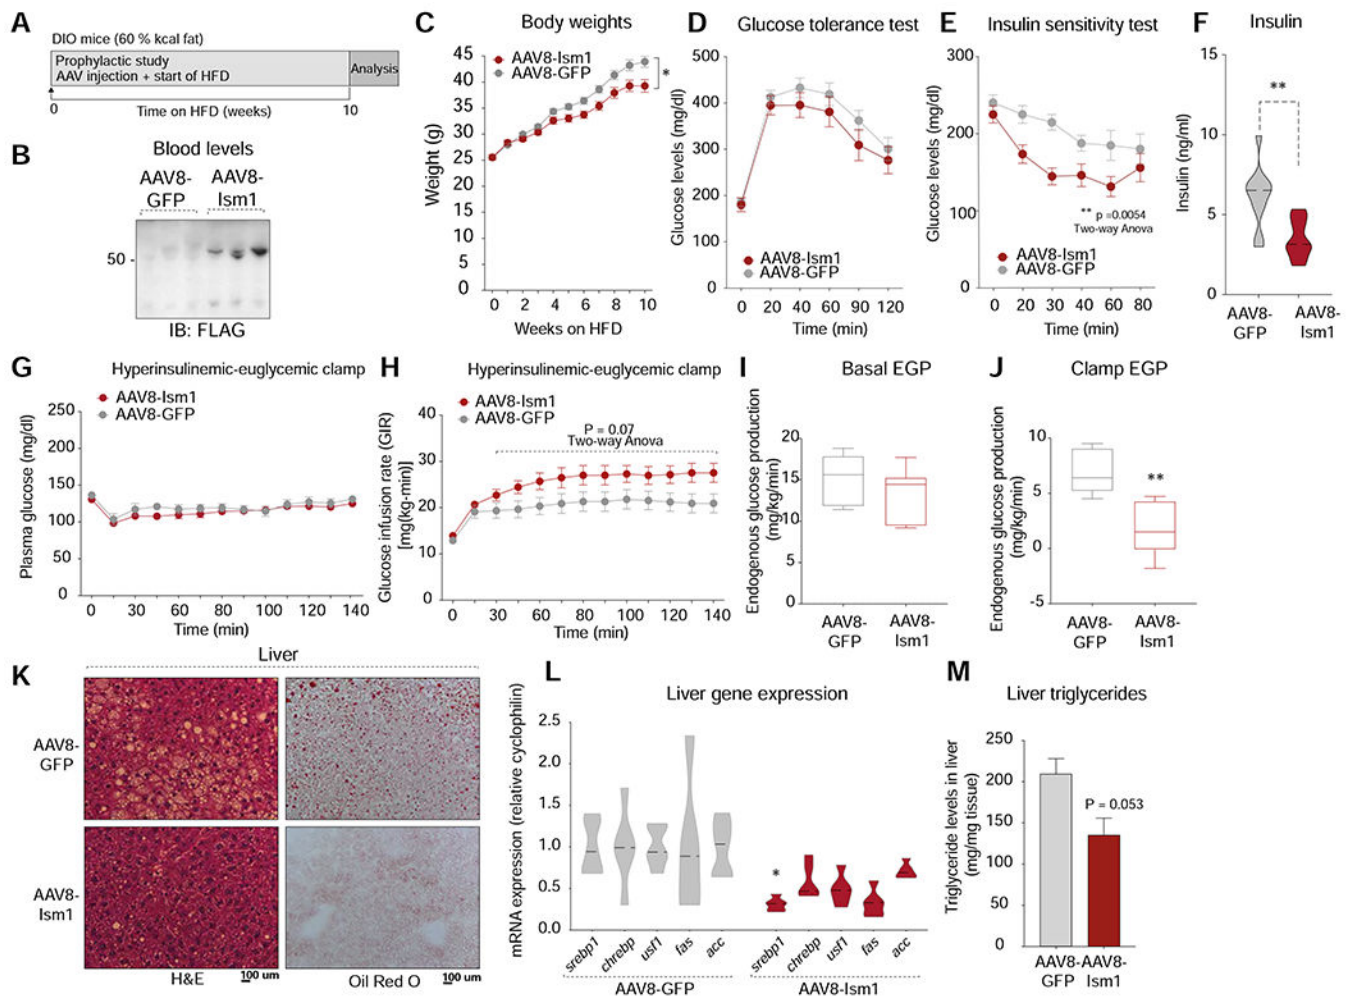 A
DIO mice (60 % kcal fat)
Prophylactic study
AAV injection + start of HFD
Analysis
0
10
Time on HFD (weeks)
B
Blood levels
AAV8-
GFP
AAV8-
Ism1
50 -
IB: FLAG
C
Body weights
AAV8-Ism1
AAV8-GFP
*
Weight (g)
45
40
35
30
25
20
15
10
5
0
0 2 4 6 8 10
Weeks on HFD
D
Glucose tolerance test
Glucose levels (mg/dl)
500
400
300
200
100
0
AAV8-Ism1
AAV8-GFP
0 20 40 60 90 120
Time (min)
E
Insulin sensitivity test
Glucose levels (mg/dl)
300
200
100
0
** p =0.0054
Two-way Anova
AAV8-Ism1
AAV8-GFP
0 20 30 40 60 80
Time (min)
F
Insulin
Insulin (ng/ml)
15
10
5
0
**
AAV8-
GFP
AAV8-
Ism1
G
Hyperinsulinemic-euglycemic clamp
AAV8-Ism1
AAV8-GFP
Plasma glucose (mg/dl)
250
200
150
100
50
0
0 30 60 90 120 140
Time (min)
H
Hyperinsulinemic-euglycemic clamp
AAV8-Ism1
AAV8-GFP
P = 0.07
Two-way Anova
Glucose infusion rate (GIR)
[mg(kg-min)]
40
30
20
10
0
0 30 60 90 120 140
Time (min)
I
Basal EGP
Endogenous glucose production
(mg/kg/min)
20
15
10
5
0
AAV8-
GFP
AAV8-
Ism1
J
Clamp EGP
Endogenous glucose production
(mg/kg/min)
10
5
0
-5
**
AAV8-
GFP
AAV8-
Ism1
K
Liver
AAV8-
GFP
AAV8-
Ism1
H&E
100 um
Oil Red O
100 um
L
Liver gene expression
mRNA expression (relative cyclophilin)
2.5
2.0
1.5
1.0
0.5
0.0
*
srebp1 chrebp usf1 fas acc
srebp1 chrebp usf1 fas acc
AAV8-GFP
AAV8-Ism1
M
Liver triglycerides
Triglyceride levels in liver
(mg/mg tissue)
250
200
150
100
50
0
P = 0.053
AAV8-
GFP
AAV8-
Ism1